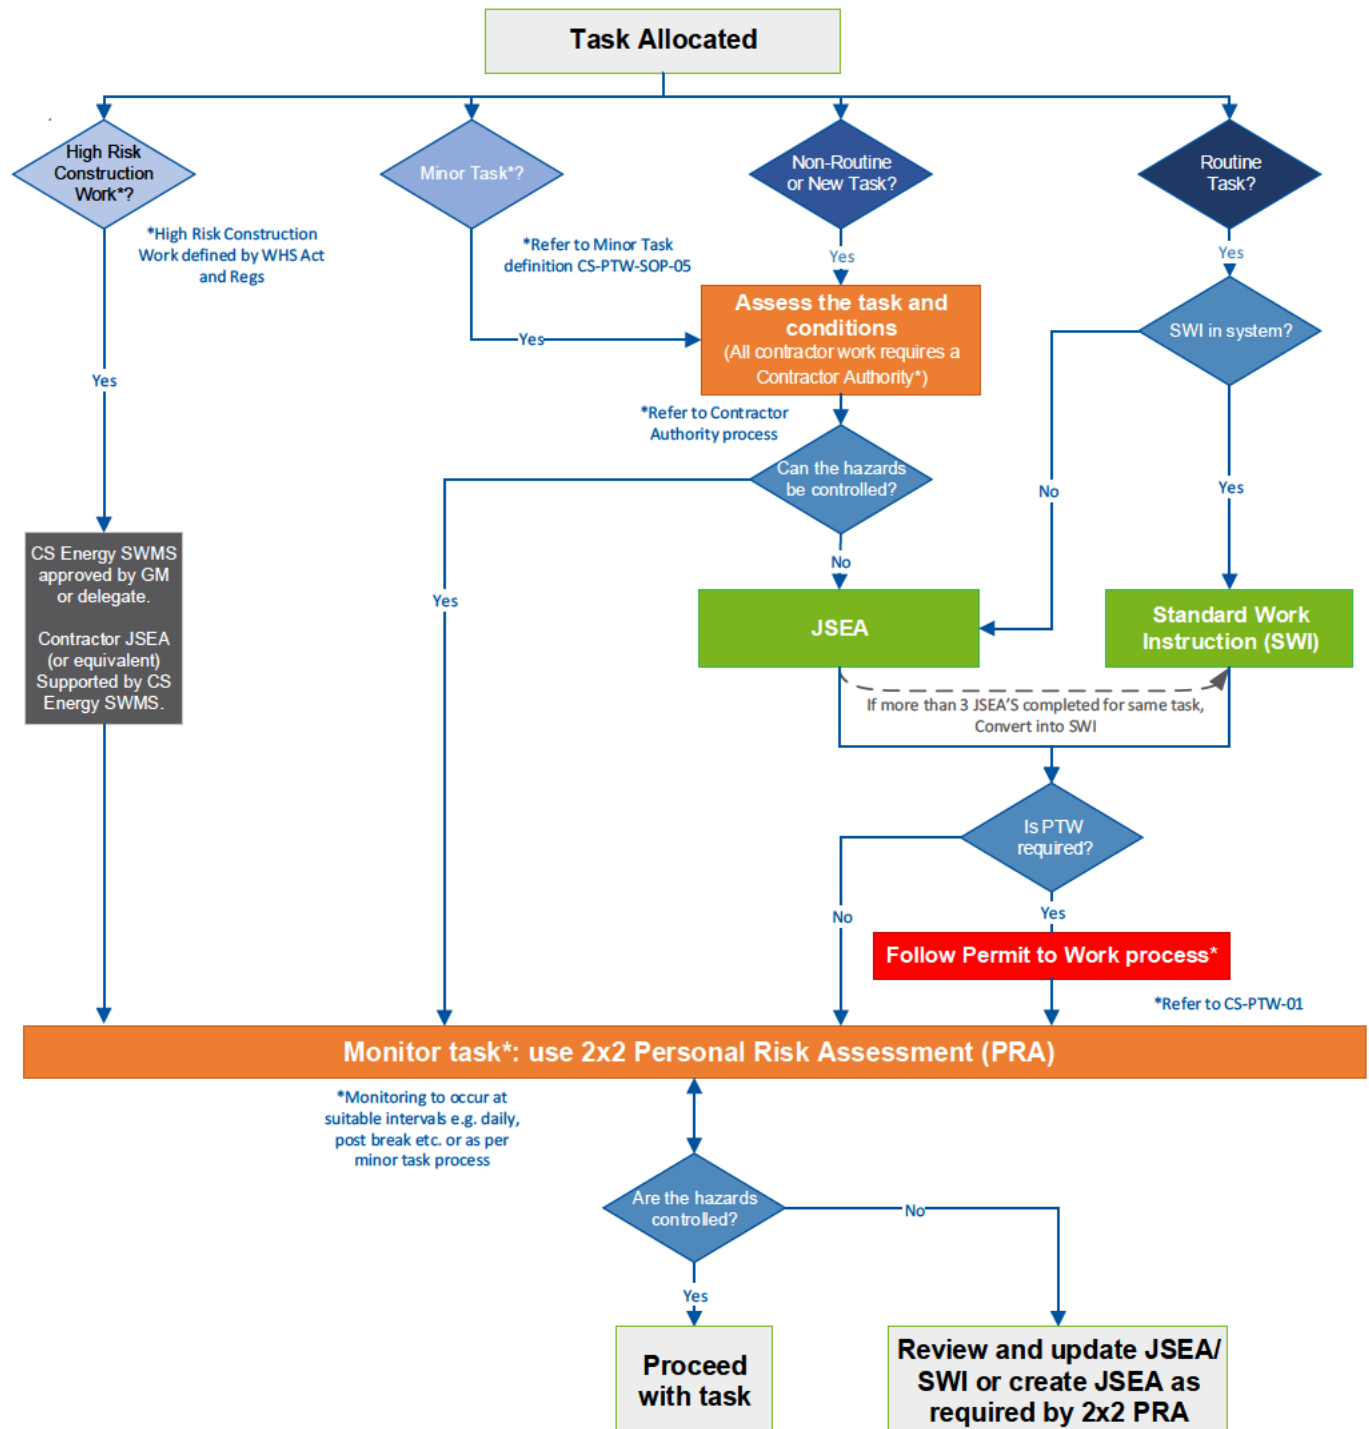 Task Allocated
High Risk
Construction
Work*?
Minor Task*?
Non-Routine
or New Task?
Routine
Task?
*High Risk Construction
Work defined by WHS Act
and Regs
*Refer to Minor Task
definition CS-PTW-SOP-05
Yes
Yes
Assess the task and
conditions
(All contractor work requires a
Contractor Authority*)
SWI in system?
Yes
Yes
*Refer to Contractor
Authority process
Can the hazards
be controlled?
No
Yes
No
Yes
CS Energy SWMS
approved by GM
or delegate.
Contractor JSEA
(or equivalent)
Supported by CS
Energy SWMS.
JSEA
Standard Work
Instruction (SWI)
If more than 3 JSEA'S completed for same task,
Convert into SWI
Is PTW
required?
No
Yes
Follow Permit to Work process*
*Refer to CS-PTW-01
Monitor task*: use 2x2 Personal Risk Assessment (PRA)
*Monitoring to occur at
suitable intervals e.g. daily,
post break etc. or as per
minor task process
Are the hazards
controlled?
No
Yes
Proceed
with task
Review and update JSEA/
SWI or create JSEA as
required by 2x2 PRA